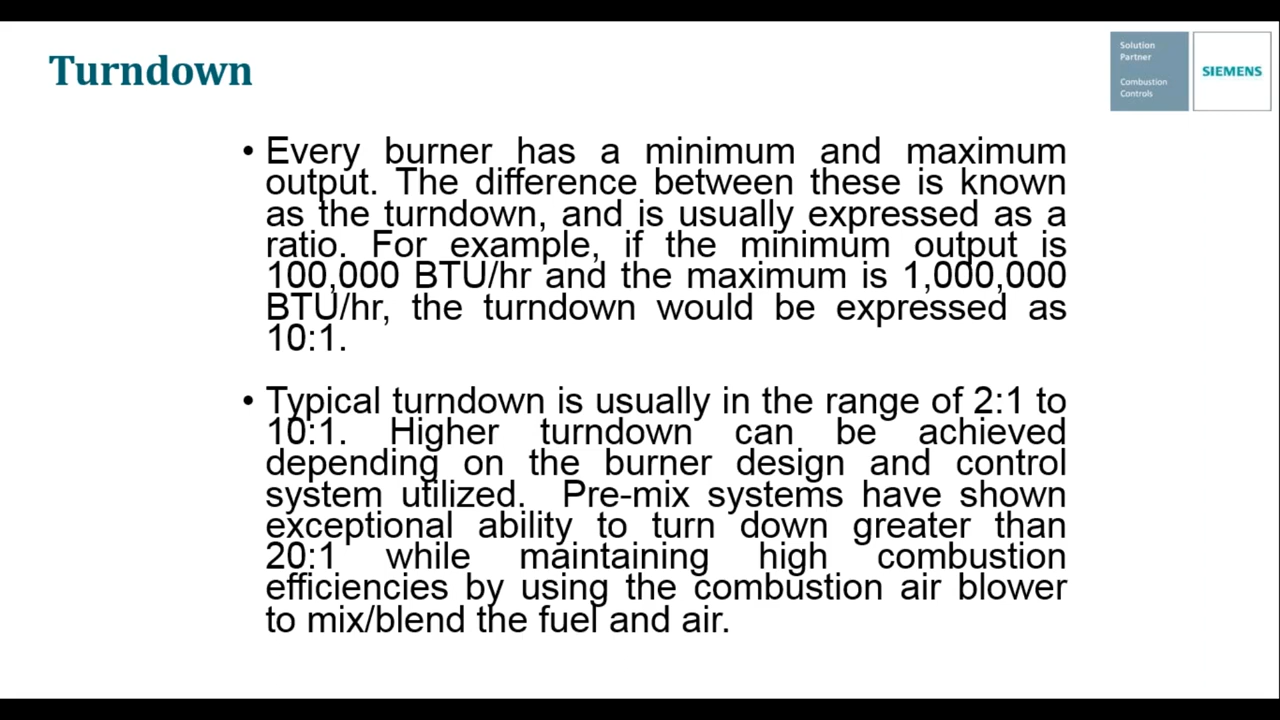 Turndown
Solution
Partner
Combustion
Controls
SIEMENS
• Every burner has a minimum and maximum
output. The difference between these is known
as the turndown, and is usually expressed as a
ratio. For example, if the minimum output is
100,000 BTU/hr and the maximum is 1,000,000
BTU/hr, the turndown would be expressed as
10:1.
• Typical turndown is usually in the range of 2:1 to
10:1. Higher turndown can be achieved
depending on the burner design and control
system utilized. Pre-mix systems have shown
exceptional ability to turn down greater than
20:1 while maintaining high combustion
efficiencies by using the combustion air blower
to mix/blend the fuel and air.